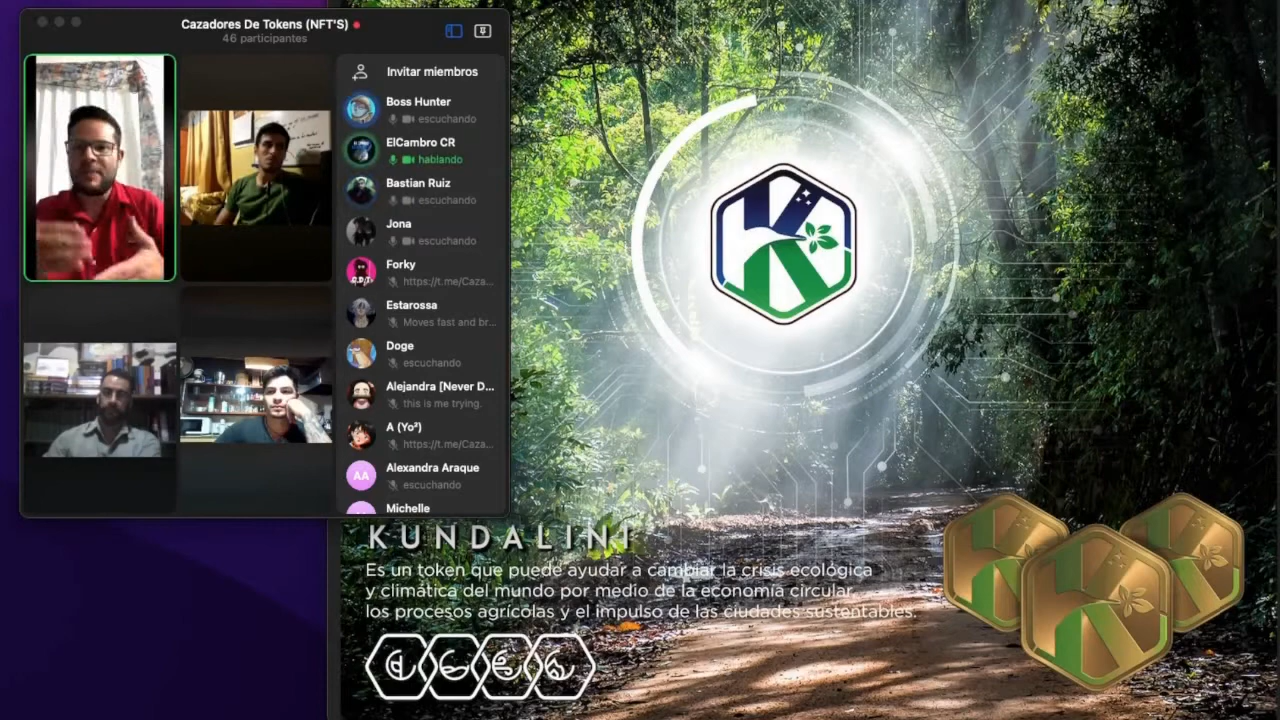 Cazadores De Tokens (NFT'S)
46 participantes
Invitar miembros
Boss Hunter
escuchando
ElCambro CR
hablando
Bastian Ruiz
escuchando
Jona
escuchando
Forky
https://t.me/Caza...
Estarossa
Moves fast and br...
Doge
escuchando
Alejandra [Never D...
this is me trying.
A (Yo²)
https://t.me/Caza...
AA
Alexandra Araque
escuchando
Michelle
KUNDALINI
Es un token que puede ayudar a cambiar la crisis ecológica
y climática del mundo por medio de la economía circular,
los procesos agrícolas y el impulso de las ciudades sustentables.